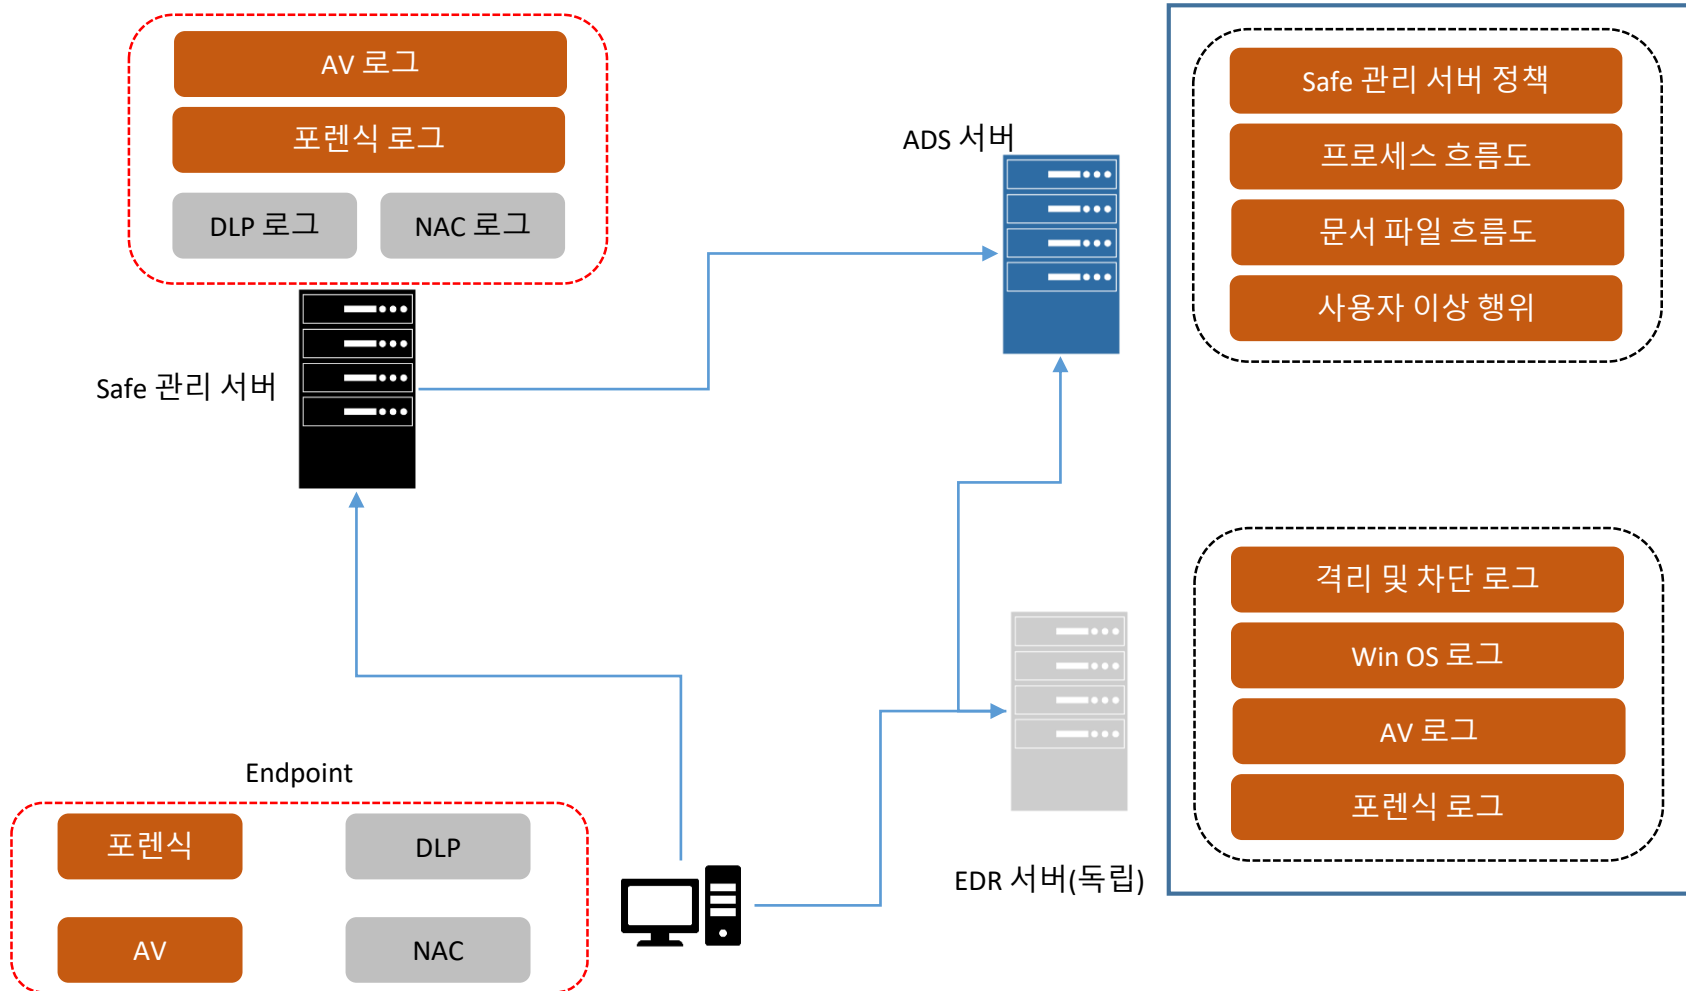 AV 로그
포렌식 로그
DLP 로그
NAC 로그
Safe 관리 서버
ADS 서버
Safe 관리 서버 정책
프로세스 흐름도
문서 파일 흐름도
사용자 이상 행위
격리 및 차단 로그
Win OS 로그
AV 로그
포렌식 로그
EDR 서버(독립)
Endpoint
포렌식
DLP
AV
NAC